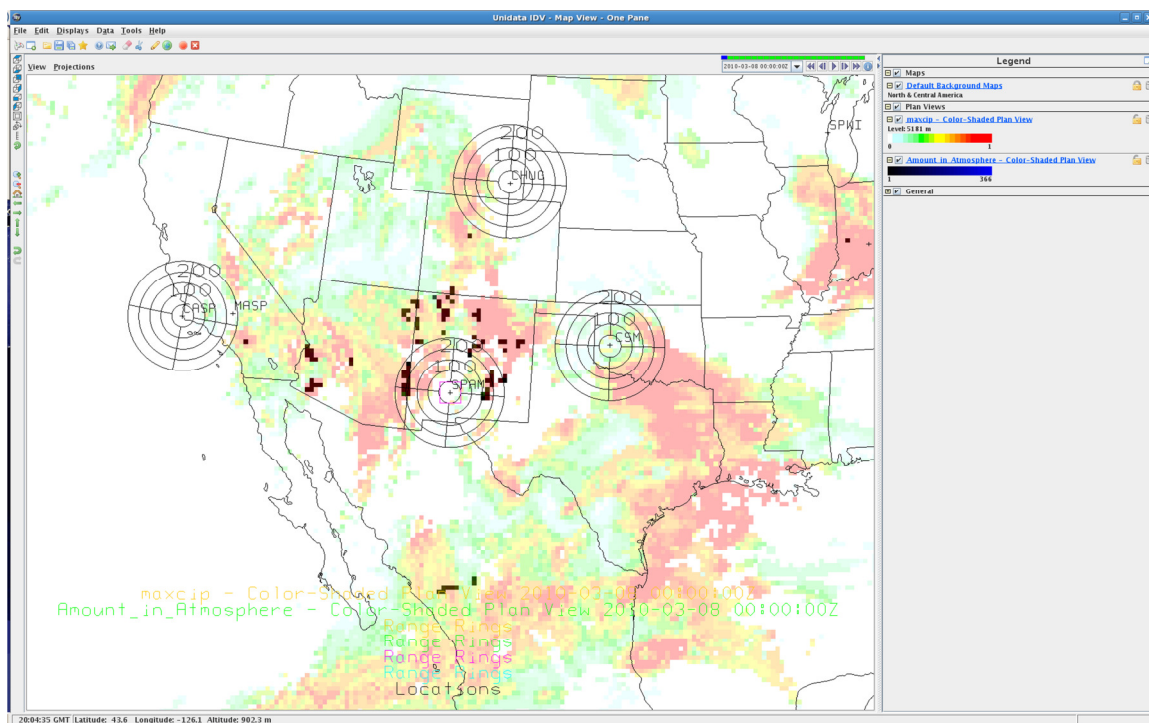 Unidata IDV - Map View - One Pane
File Edit Displays Data Tools Help
View Projections
2010-03-08 00:00:00Z
Legend
Maps
Default Background Maps
North & Central America
Plan Views
maxcip - Color-Shaded Plan View
Level: 5181 m
0 1
Amount_in_Atmosphere - Color-Shaded Plan View
1 366
General
SPWI
200
100
CHUC
200
100
CASP
MASP
200
100
CSM
200
100
SPAM
maxcip - Color-Shaded Plan View 2010-03-08 00:00:00Z
Amount_in_Atmosphere - Color-Shaded Plan View 2010-03-08 00:00:00Z
Range Rings
Range Rings
Range Rings
Range Rings
Locations
20:04:35 GMT Latitude: 43.6 Longitude: -126.1 Altitude: 902.3 m